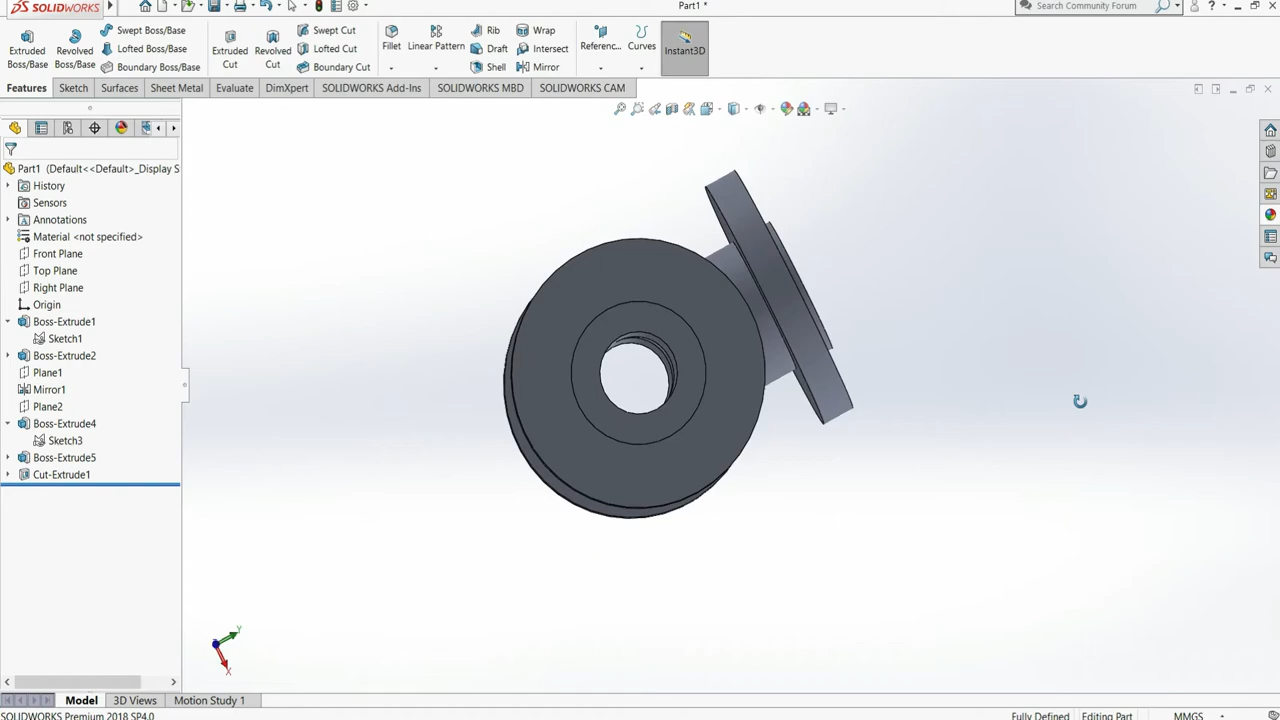 SOLIDWORKS
Part1 *
Search Community Forum
Extruded
Boss/Base
Revolved
Boss/Base
Swept Boss/Base
Lofted Boss/Base
Boundary Boss/Base
Extruded
Cut
Revolved
Cut
Swept Cut
Lofted Cut
Boundary Cut
Fillet
Linear Pattern
Rib
Draft
Shell
Wrap
Intersect
Mirror
Referenc...
Curves
Instant3D
Features
Sketch
Surfaces
Sheet Metal
Evaluate
DimXpert
SOLIDWORKS Add-Ins
SOLIDWORKS MBD
SOLIDWORKS CAM
Part1 (Default<<Default>_Display S
History
Sensors
Annotations
Material <not specified>
Front Plane
Top Plane
Right Plane
Origin
Boss-Extrude1
Sketch1
Boss-Extrude2
Plane1
Mirror1
Plane2
Boss-Extrude4
Sketch3
Boss-Extrude5
Cut-Extrude1
Y
X
Model
3D Views
Motion Study 1
SOLIDWORKS Premium 2018 SP4.0
Fully Defined
Editing Part
MMGS